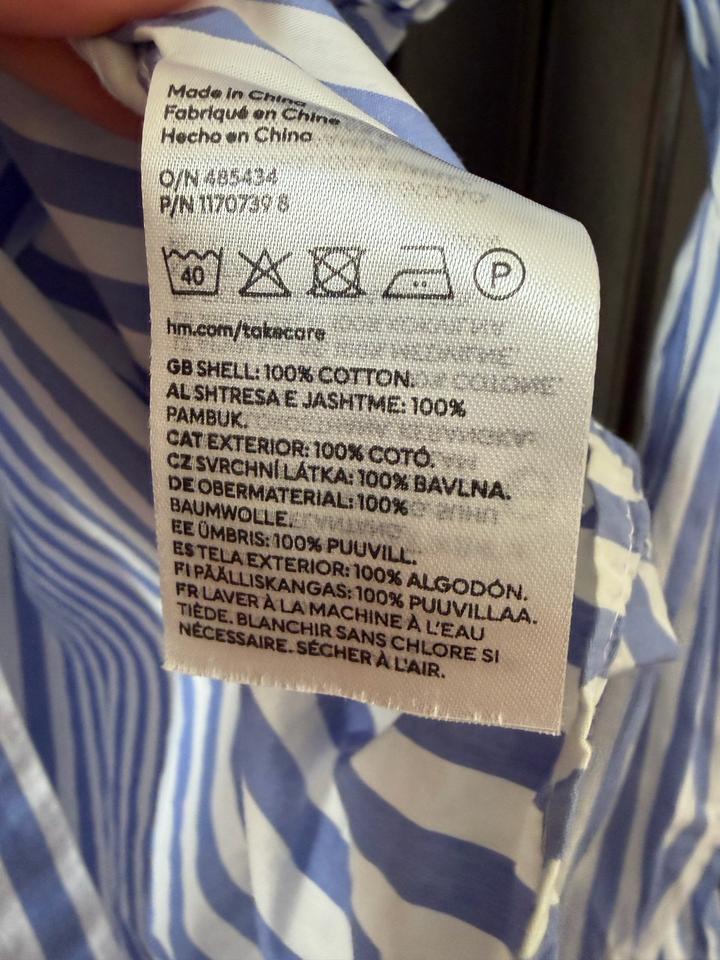 Made in China
Fabriqué en Chine
Hecho en China
O/N 485434
P/N 1170739 8
40
P
hm.com/takecare
GB SHELL: 100% COTTON.
AL SHTRESA E JASHTME: 100%
PAMBUK.
CAT EXTERIOR: 100% COTÓ.
CZ SVRCHNÍ LÁTKA: 100% BAVLNA.
DE OBERMATERIAL: 100%
BAUMWOLLE.
EE ÜMBRIS: 100% PUUVILL.
ES TELA EXTERIOR: 100% ALGODÓN.
FI PÄÄLLISKANGAS: 100% PUUVILLAA.
FR LAVER À LA MACHINE À L'EAU
TIÈDE. BLANCHIR SANS CHLORE SI
NÉCESSAIRE. SÉCHER À L'AIR.